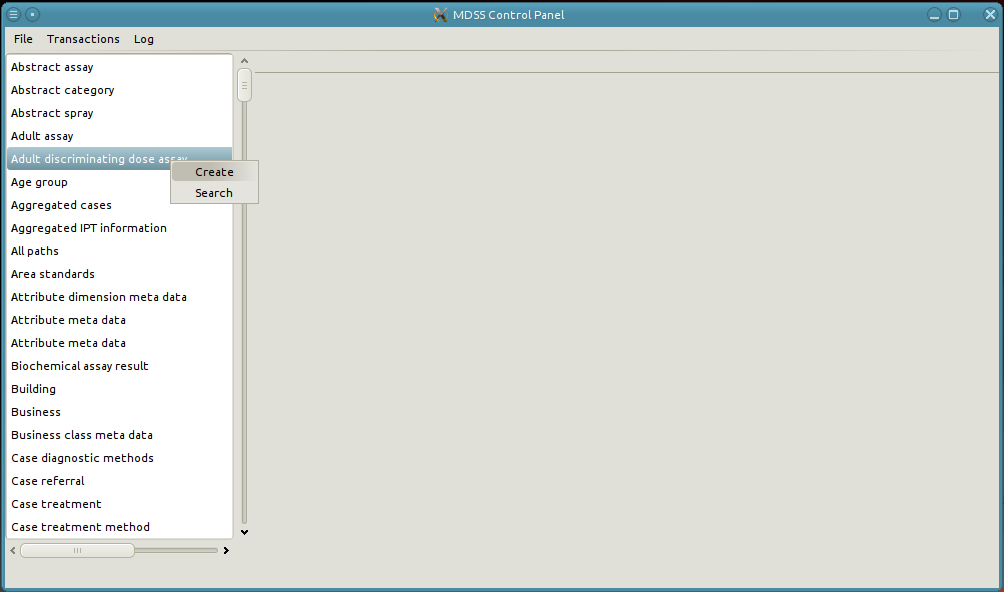 MDSS Control Panel
File Transactions Log
Abstract assay
Abstract category
Abstract spray
Adult assay
Adult discriminating dose assay
Create
Search
Age group
Aggregated cases
Aggregated IPT information
All paths
Area standards
Attribute dimension meta data
Attribute meta data
Attribute meta data
Biochemical assay result
Building
Business
Business class meta data
Case diagnostic methods
Case referral
Case treatment
Case treatment method